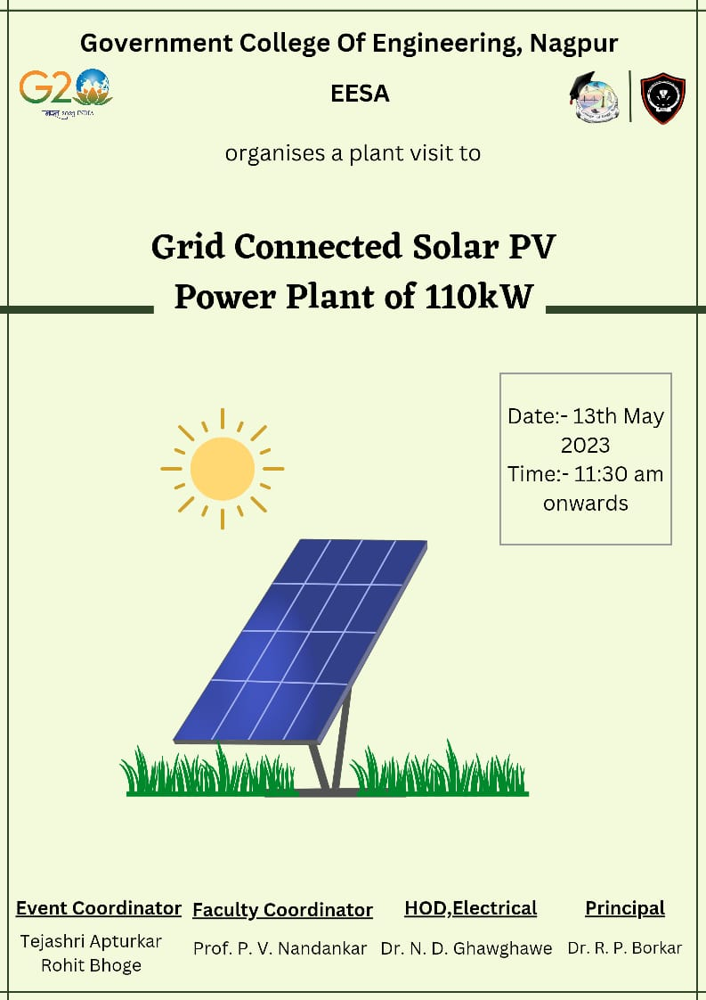 Government College Of Engineering, Nagpur
G20
2023 INDIA
EESA
organises a plant visit to
Grid Connected Solar PV
Power Plant of 110kW
Date:- 13th May
2023
Time:- 11:30 am
onwards
Event Coordinator
Tejashri Apturkar
Rohit Bhoge
Faculty Coordinator
Prof. P. V. Nandankar
HOD,Electrical
Dr. N. D. Ghawghawe
Principal
Dr. R. P. Borkar